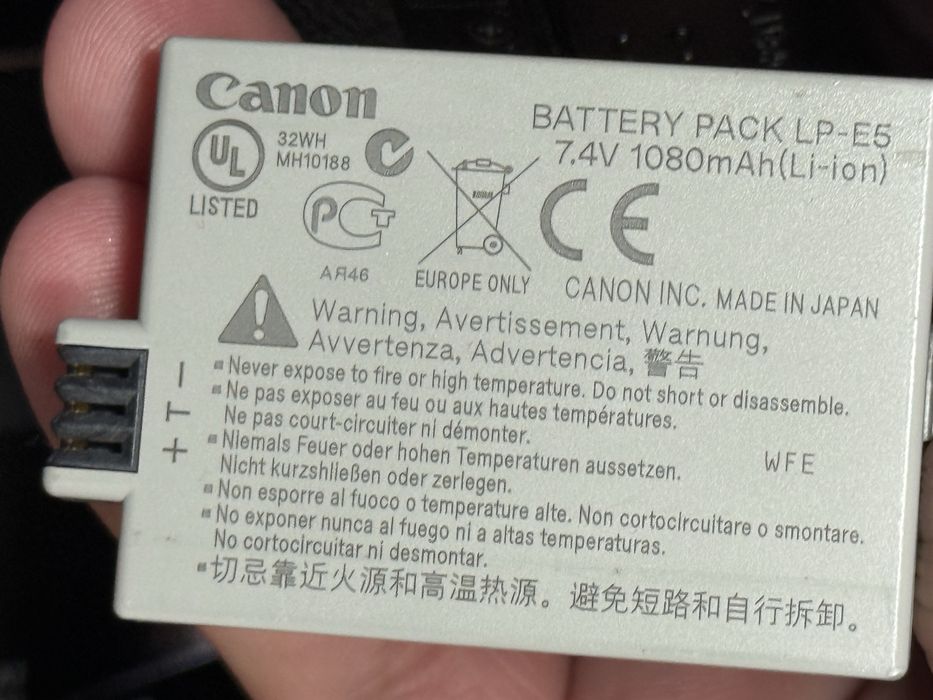 Canon
BATTERY PACK LP-E5
7.4V 1080mAh(Li-ion)
UL
LISTED
32WH
MH10188
PCT
АЯ46
EUROPE ONLY
CE
CANON INC. MADE IN JAPAN
Warning, Avertissement, Warnung,
Avvertenza, Advertencia, 警告
Never expose to fire or high temperature. Do not short or disassemble.
Ne pas exposer au feu ou aux hautes températures.
Ne pas court-circuiter ni démonter.
Niemals Feuer oder hohen Temperaturen aussetzen.
Nicht kurzshließen oder zerlegen.
WFE
Non esporre al fuoco o temperature alte. Non cortocircuitare o smontare.
No exponer nunca al fuego ni a altas temperaturas.
No cortocircuitar ni desmontar.
切忌靠近火源和高温热源。避免短路和自行拆卸。
−
T
+